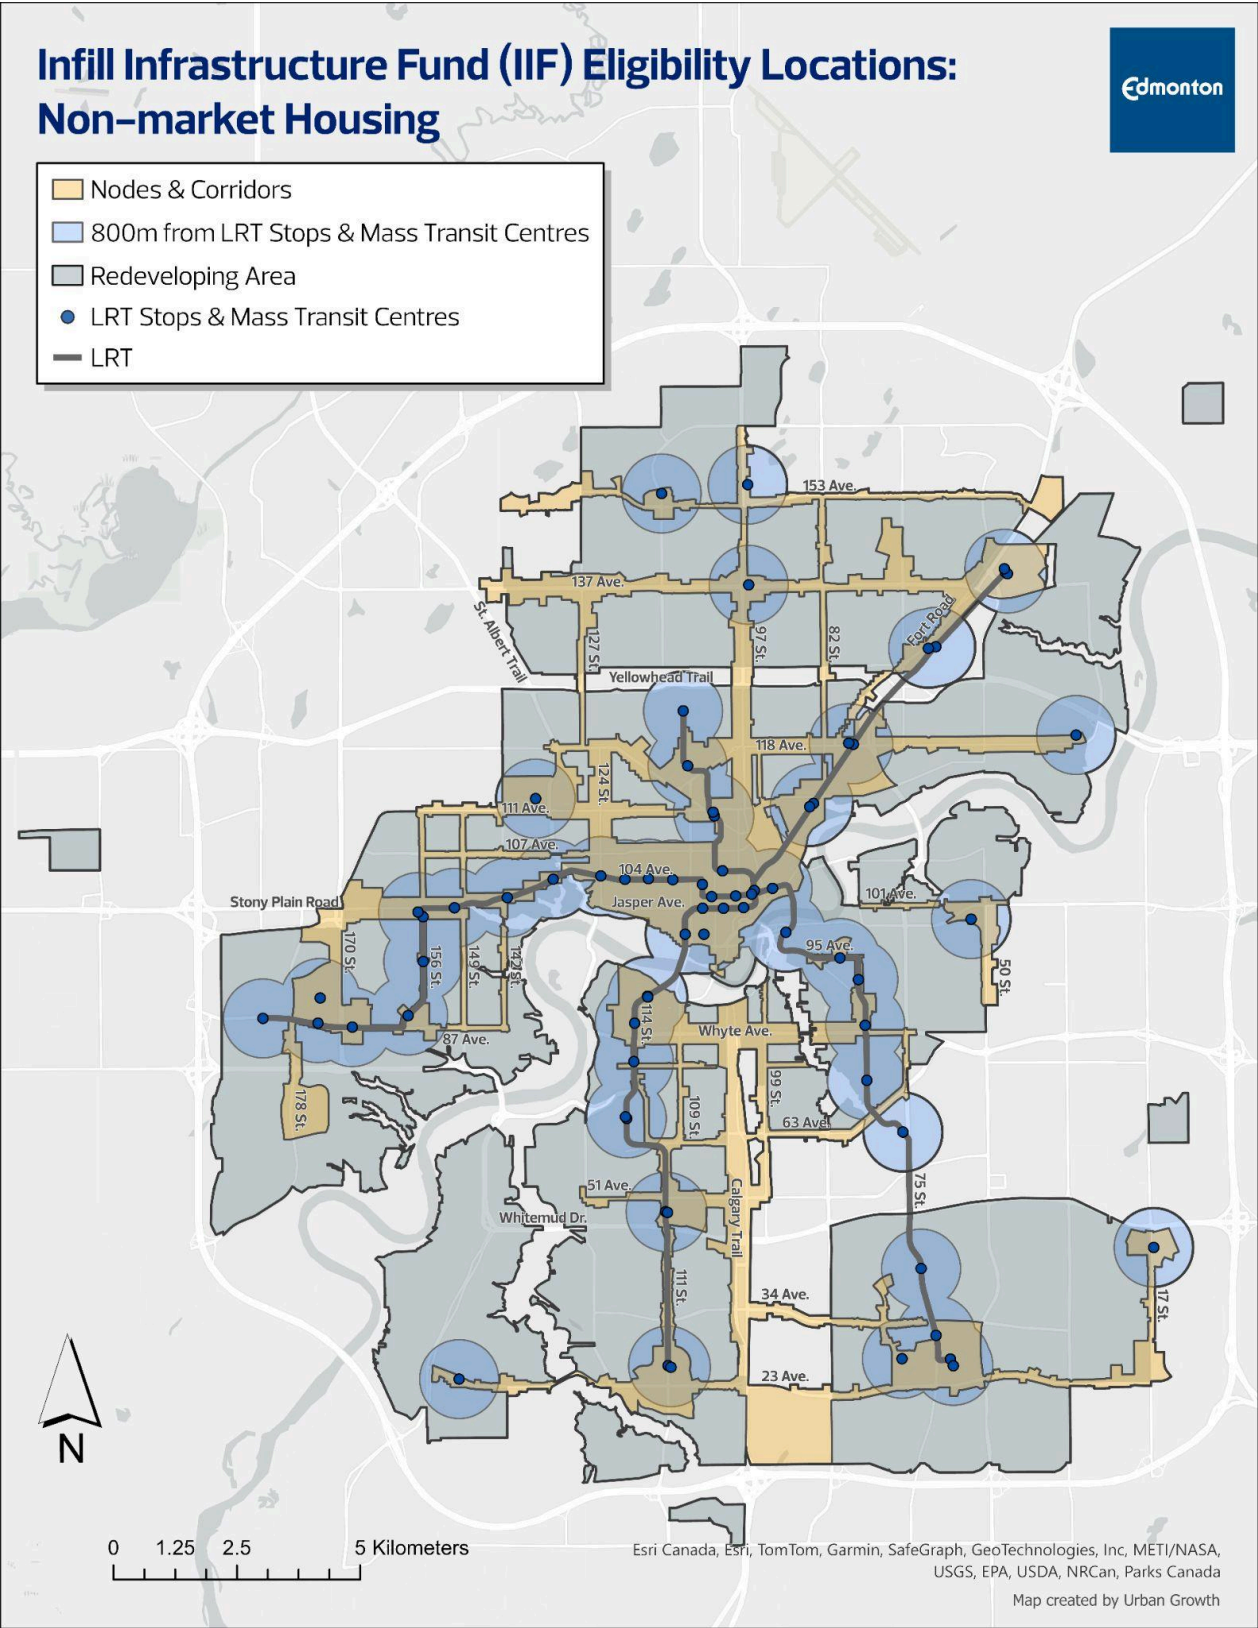 Infill Infrastructure Fund (IIF) Eligibility Locations:
Non-market Housing
Edmonton
Nodes & Corridors
800m from LRT Stops & Mass Transit Centres
Redeveloping Area
LRT Stops & Mass Transit Centres
LRT
153 Ave.
137 Ave.
St. Albert Trail
127 St.
97 St.
82 St.
Fort Road
Yellowhead Trail
118 Ave.
124 St.
111 Ave.
107 Ave.
104 Ave.
Jasper Ave.
101 Ave.
Stony Plain Road
170 St.
156 St.
149 St.
142 St.
95 Ave.
50 St.
114 St.
Whyte Ave.
87 Ave.
178 St.
109 St.
99 St.
63 Ave.
51 Ave.
75 St.
Whitemud Dr.
Calgary Trail
111 St.
34 Ave.
17 St.
23 Ave.
N
0 1.25 2.5 5 Kilometers
Esri Canada, Esri, TomTom, Garmin, SafeGraph, GeoTechnologies, Inc, METI/NASA,
USGS, EPA, USDA, NRCan, Parks Canada
Map created by Urban Growth